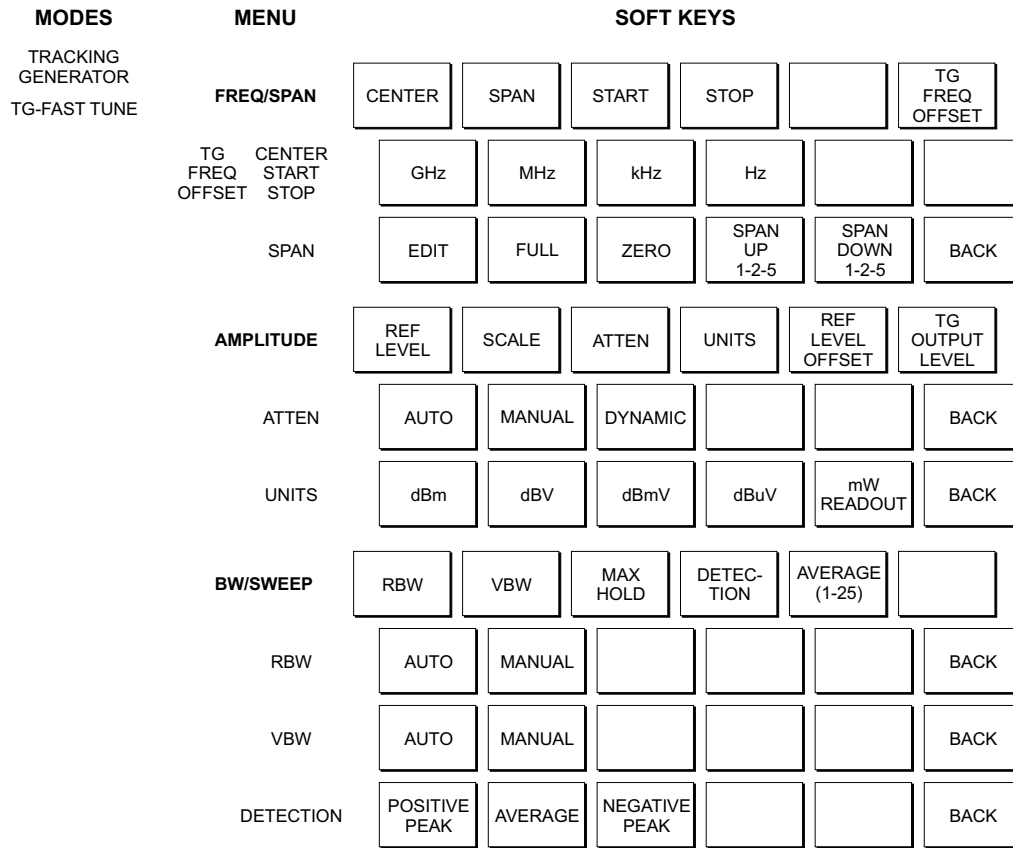 MODES MENU SOFT KEYS
TRACKING
GENERATOR
TG-FAST TUNE
FREQ/SPAN
CENTER
SPAN
START
STOP
TG
FREQ
OFFSET
TG
FREQ
OFFSET
CENTER
START
STOP
GHz
MHz
kHz
Hz
SPAN
EDIT
FULL
ZERO
SPAN
UP
1-2-5
SPAN
DOWN
1-2-5
BACK
AMPLITUDE
REF
LEVEL
SCALE
ATTEN
UNITS
REF
LEVEL
OFFSET
TG
OUTPUT
LEVEL
ATTEN
AUTO
MANUAL
DYNAMIC
BACK
UNITS
dBm
dBV
dBmV
dBuV
mW
READOUT
BACK
BW/SWEEP
RBW
VBW
MAX
HOLD
DETEC-
TION
AVERAGE
(1-25)
RBW
AUTO
MANUAL
BACK
VBW
AUTO
MANUAL
BACK
DETECTION
POSITIVE
PEAK
AVERAGE
NEGATIVE
PEAK
BACK